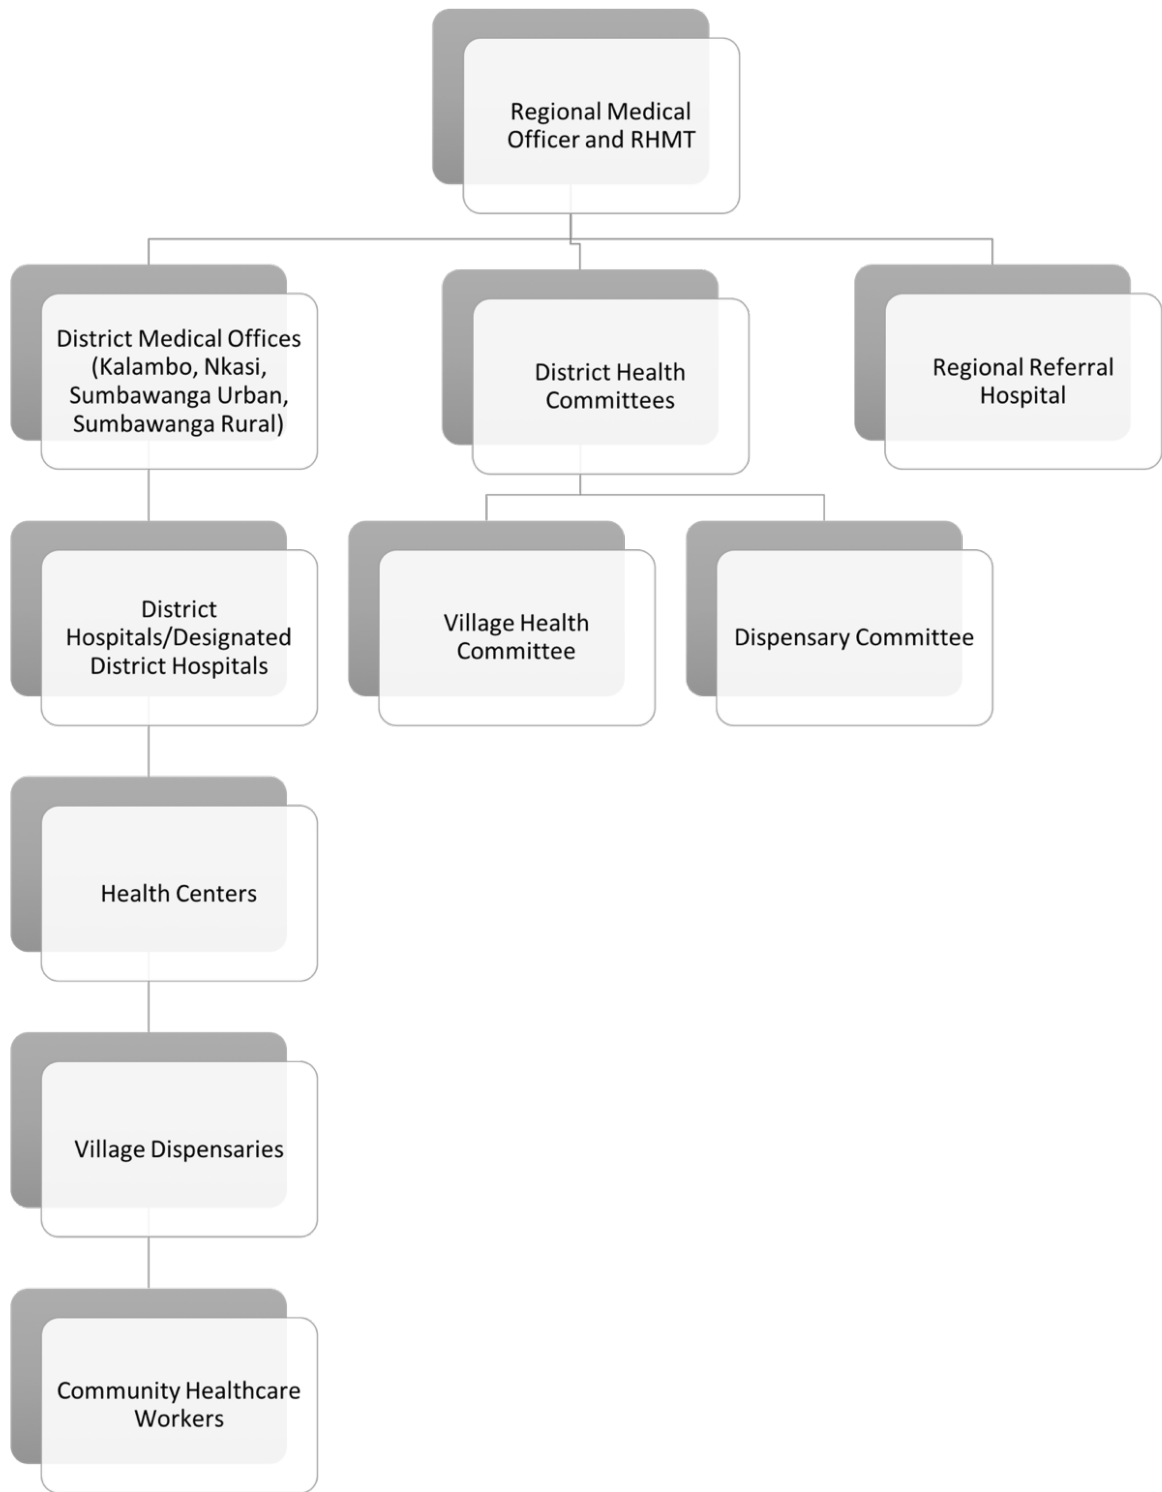 Regional Medical
Officer and RHMT
District Medical Offices
(Kalambo, Nkasi,
Sumbawanga Urban,
Sumbawanga Rural)
District Health
Committees
Regional Referral
Hospital
District
Hospitals/Designated
District Hospitals
Village Health
Committee
Dispensary Committee
Health Centers
Village Dispensaries
Community Healthcare
Workers